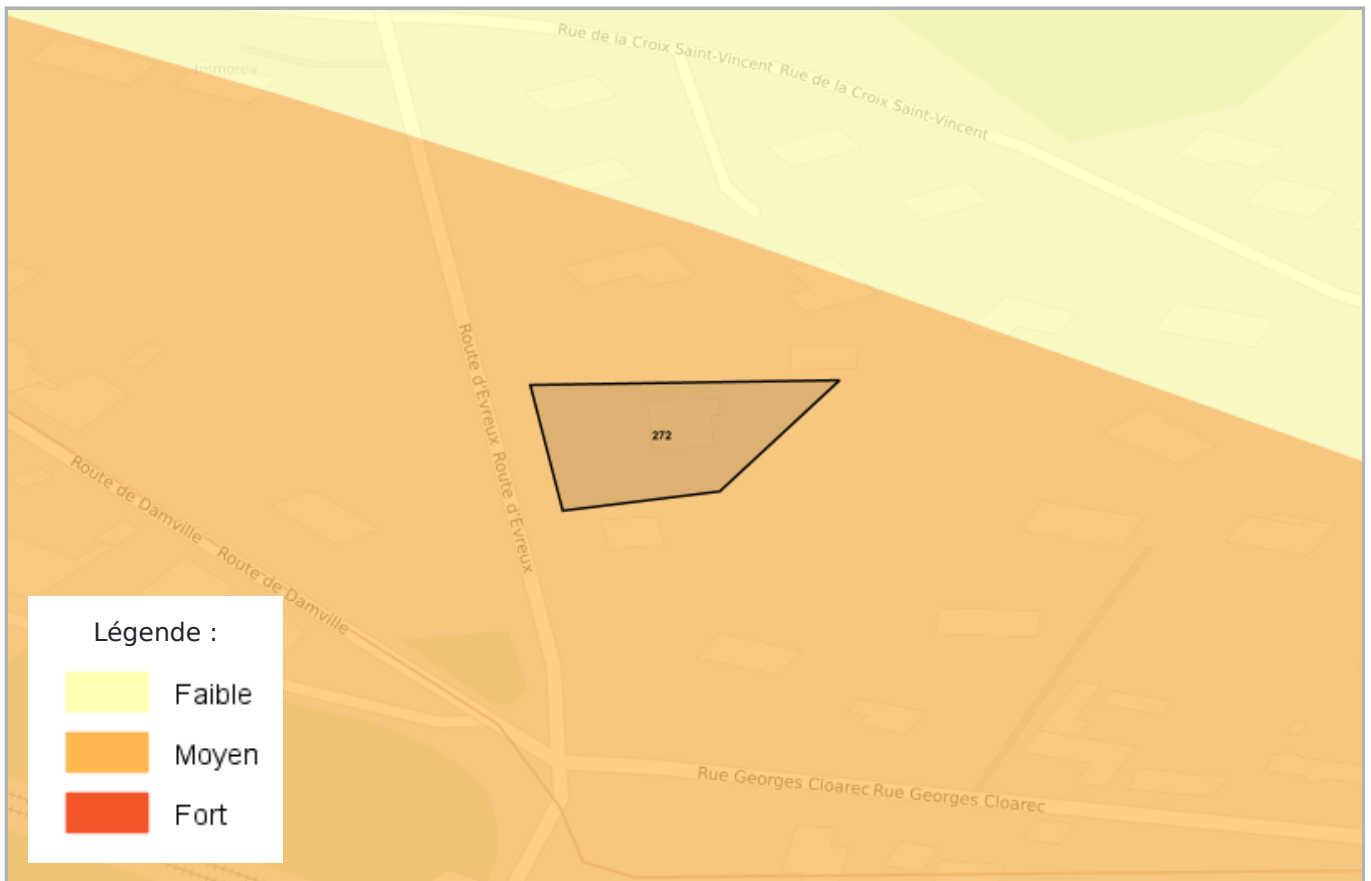 Rue de la Croix Saint-Vincent Rue de la Croix Saint-Vincent
Immorev
Route d'Evreux Route d'Evreux
272
Route de Damville Route de Damville
Légende :
Faible
Moyen
Fort
Rue Georges Cloarec Rue Georges Cloarec